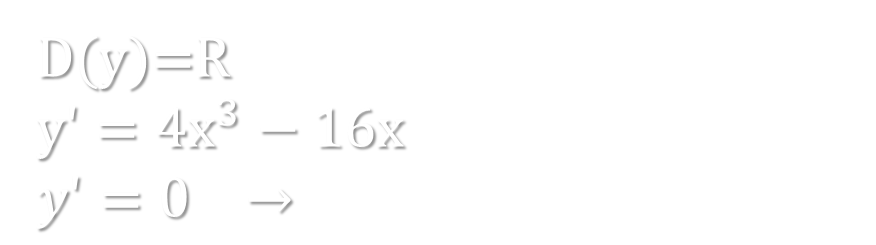 D(y)=R
y' = 4x³ − 16x
y' = 0 →